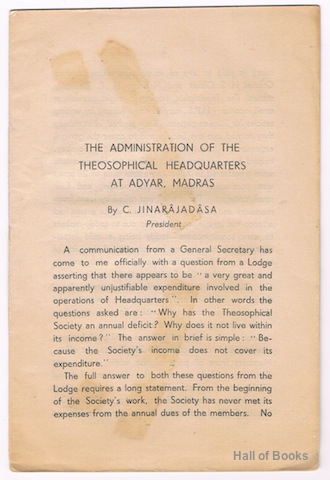 THE ADMINISTRATION OF THE
THEOSOPHICAL HEADQUARTERS
AT ADYAR, MADRAS
By C. JINARÂJADÂSA
President
A communication from a General Secretary has
come to me officially with a question from a Lodge
asserting that there appears to be "a very great and
apparently unjustifiable expenditure involved in the
operations of Headquarters". In other words the
questions asked are: "Why has the Theosophical
Society an annual deficit? Why does it not live within
its income?" The answer in brief is simple: "Be-
cause the Society's income does not cover its
expenditure."
The full answer to both these questions from the
Lodge requires a long statement. From the beginning
of the Society's work, the Society has never met its
expenses from the annual dues of the members. No
Hall of Books